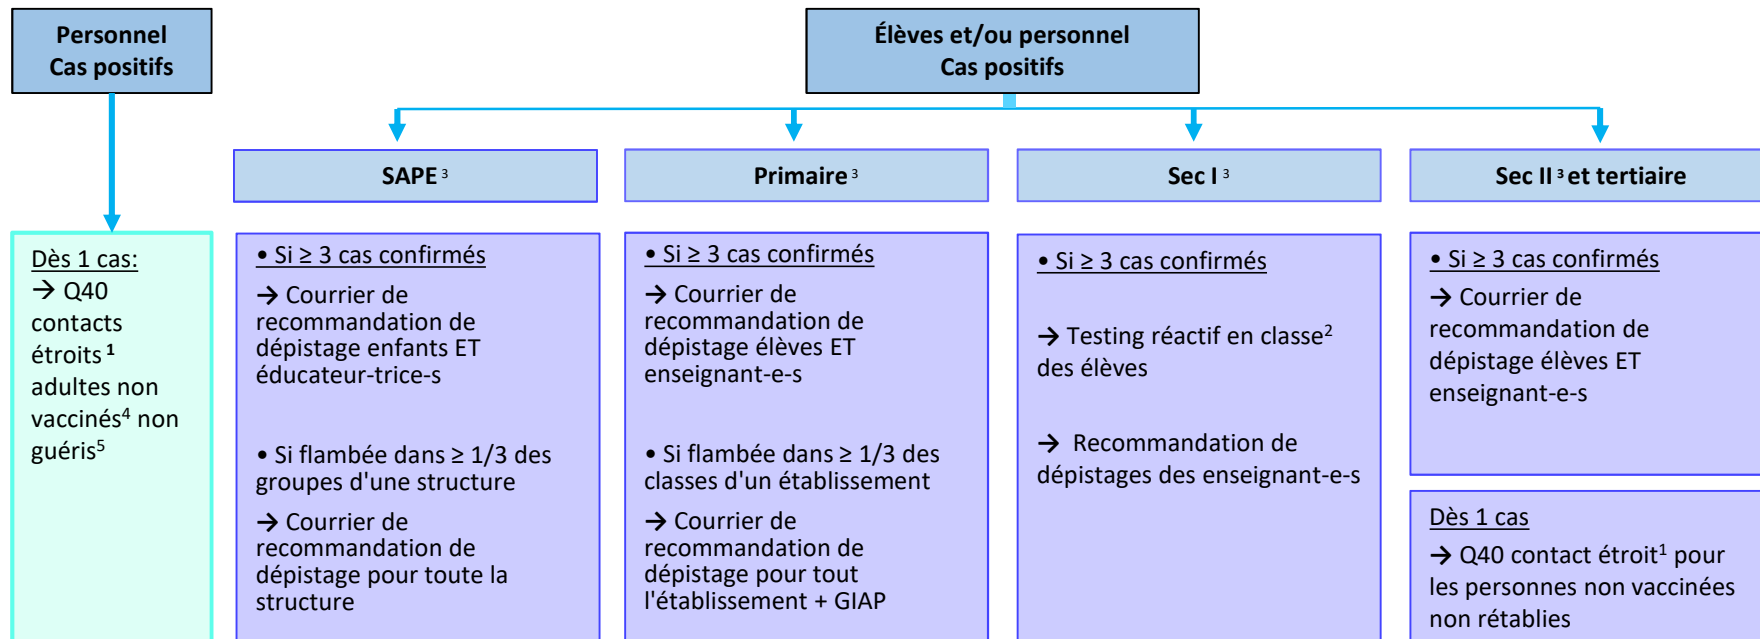 Personnel
Cas positifs
Élèves et/ou personnel
Cas positifs
SAPE ³
Primaire ³
Sec I ³
Sec II ³ et tertiaire
Dès 1 cas:
→ Q40
contacts
étroits ¹
adultes non
vaccinés⁴ non
guéris⁵
• Si ≥ 3 cas confirmés
→ Courrier de
recommandation de
dépistage enfants ET
éducateur-trice-s
• Si flambée dans ≥ 1/3 des
groupes d'une structure
→ Courrier de
recommandation de
dépistage pour toute la
structure
• Si ≥ 3 cas confirmés
→ Courrier de
recommandation de
dépistage élèves ET
enseignant-e-s
• Si flambée dans ≥ 1/3 des
classes d'un établissement
→ Courrier de
recommandation de
dépistage pour tout
l'établissement + GIAP
• Si ≥ 3 cas confirmés
→ Testing réactif en classe²
des élèves
→ Recommandation de
dépistages des enseignant-e-s
• Si ≥ 3 cas confirmés
→ Courrier de
recommandation de
dépistage élèves ET
enseignant-e-s
Dès 1 cas
→ Q40 contact étroit¹ pour
les personnes non vaccinées
non rétablies